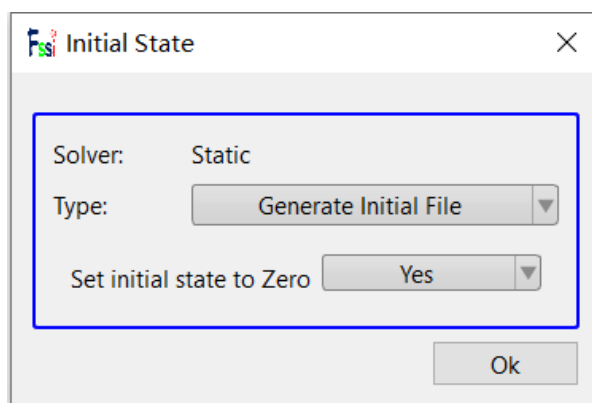 Fssi Initial State
Solver: Static
Type: Generate Initial File
Set initial state to Zero Yes
Ok